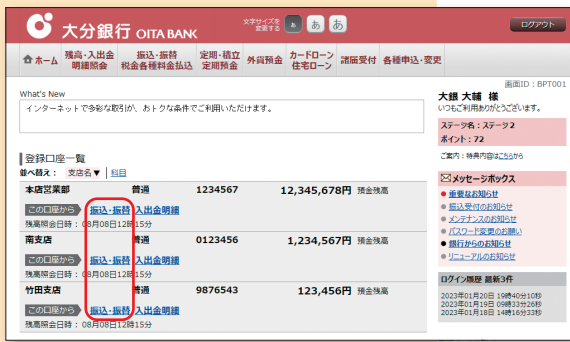 大分銀行 OITA BANK
文字サイズを
変更する
あ あ あ
ログアウト
ホーム
残高・入出金
明細照会
振込・振替
税金各種料金払込
定期・積立
定期預金
外貨預金
カードローン
住宅ローン
諸届受付
各種申込・変更
画面ID：BPT001
What's New
インターネットで多彩な取引が、おトクな条件でご利用いただけます。
大銀 大輔 様
いつもご利用ありがとうございます。
ステージ名：ステージ2
ポイント：72
ご案内：特典内容はこちらから
登録口座一覧
並べ替え： 支店名▼ | 科目
本店営業部 普通 1234567 12,345,678円 預金残高
この口座から 振込・振替 入出金明細
残高照会日時：08月08日12時15分
南支店 普通 0123456 1,234,567円 預金残高
この口座から 振込・振替 入出金明細
残高照会日時：08月08日12時15分
竹田支店 普通 9876543 123,456円 預金残高
この口座から 振込・振替 入出金明細
残高照会日時：08月08日12時15分
メッセージボックス
重要なお知らせ
振込受付のお知らせ
メンテナンスのお知らせ
パスワード変更のお願い
銀行からのお知らせ
リニューアルのお知らせ
ログイン履歴 最新3件
2023年01月20日 19時40分10秒
2023年01月19日 09時33分26秒
2023年01月18日 14時16分33秒